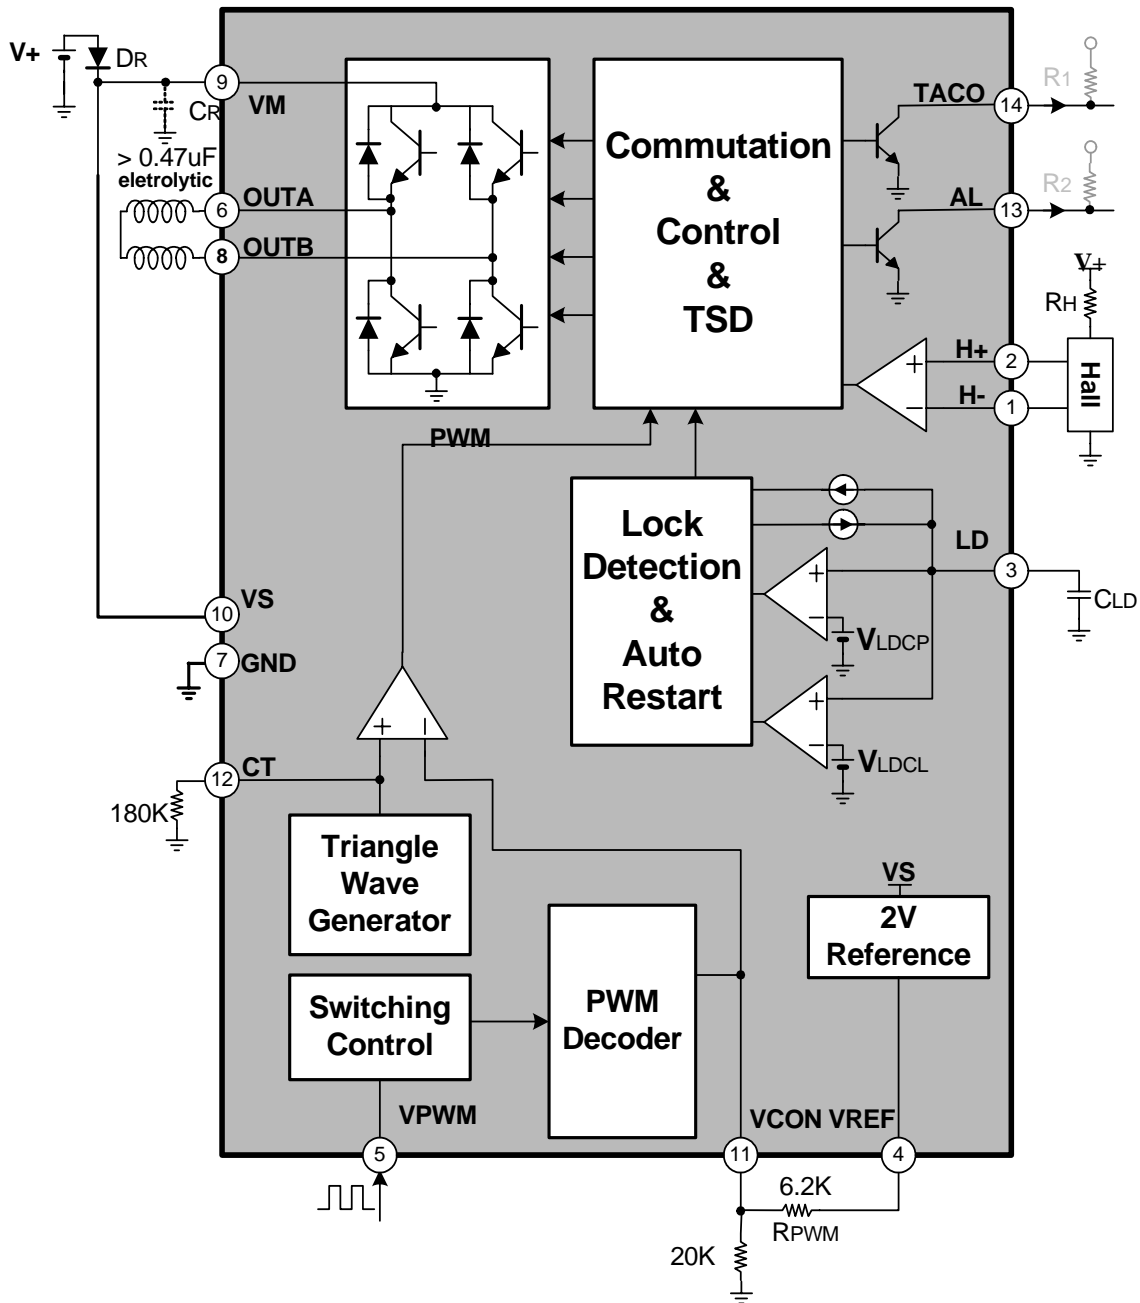 V+
DR
9
VM
CR
> 0.47uF
eletrolytic
6
OUTA
8
OUTB
Commutation
&
Control
&
TSD
TACO
14
R1
AL
13
R2
V+
RH
H+
2
H-
1
Hall
+
−
PWM
Lock
Detection
&
Auto
Restart
LD
3
CLD
+
−
VLDCP
+
−
VLDCL
10
VS
7
GND
+
−
12
CT
180K
Triangle
Wave
Generator
VS
2V
Reference
Switching
Control
PWM
Decoder
VPWM
VCON VREF
5
11
4
6.2K
RPWM
20K